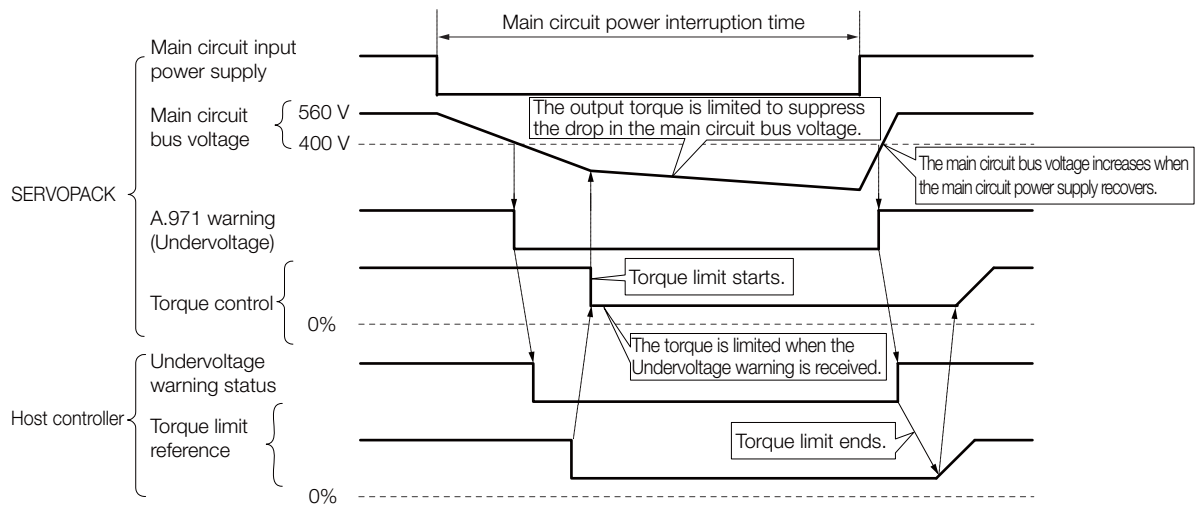 Main circuit power interruption time
SERVOPACK
Main circuit input
power supply
Main circuit
bus voltage
560 V
400 V
The output torque is limited to suppress
the drop in the main circuit bus voltage.
The main circuit bus voltage increases when
the main circuit power supply recovers.
A.971 warning
(Undervoltage)
Torque control
0%
Torque limit starts.
The torque is limited when the
Undervoltage warning is received.
Host controller
Undervoltage
warning status
Torque limit
reference
Torque limit ends.
0%